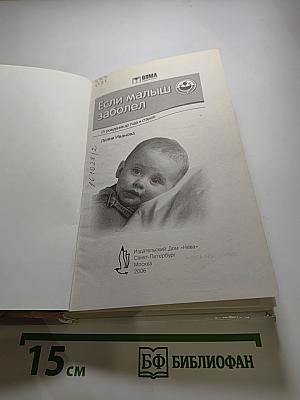 Если малыш
заболел
от рождения до года и старше
Лилия Иванова
Издательский Дом «Нева»
Санкт-Петербург
Москва
2006
15 см
БФ БИБЛИОФАН